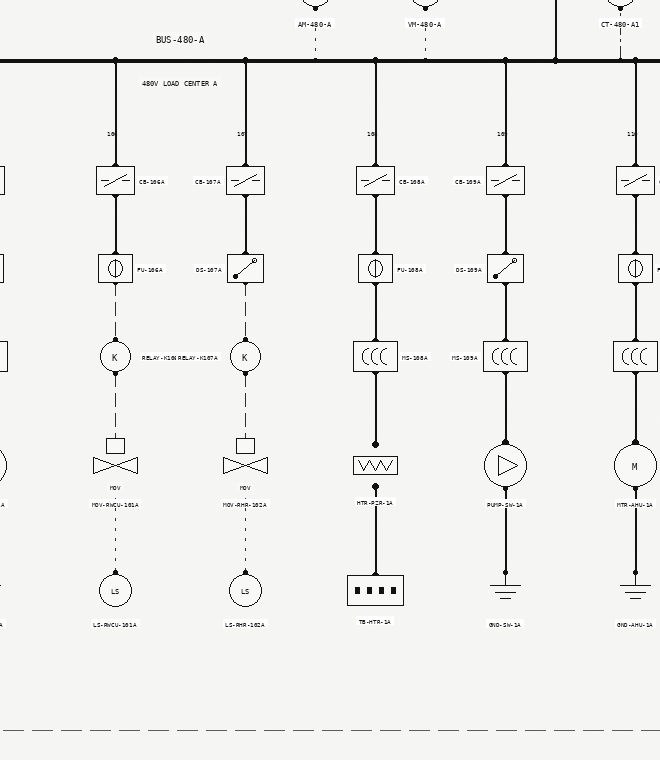 AM-480-A
VM-480-A
CT-480-A1
BUS-480-A
480V LOAD CENTER A
CB-106A
CB-107A
CB-108A
CB-109A
FU-106A
DS-107A
FU-108A
DS-109A
K
RELAY-K107A
K
MS-108A
MS-109A
M
MOV
MOV
MOV-RWCU-101A
MOV-RHR-102A
HTR-PZR-1A
PUMP-SW-1A
MTR-AHU-1A
LS
LS
LS-RWCU-101A
LS-RHR-102A
TB-HTR-1A
GND-SW-1A
GND-AHU-1A